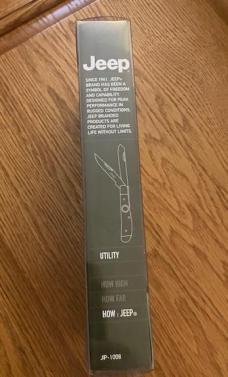 Jeep
SINCE 1941, JEEP®
BRAND HAS BEEN A
SYMBOL OF FREEDOM
AND CAPABILITY.
DESIGNED FOR PEAK
PERFORMANCE IN
RUGGED CONDITIONS,
JEEP BRANDED
PRODUCTS ARE
CREATED FOR LIVING
LIFE WITHOUT LIMITS.
UTILITY
HOW HIGH
HOW FAR
HOW : JEEP®
JP-1008